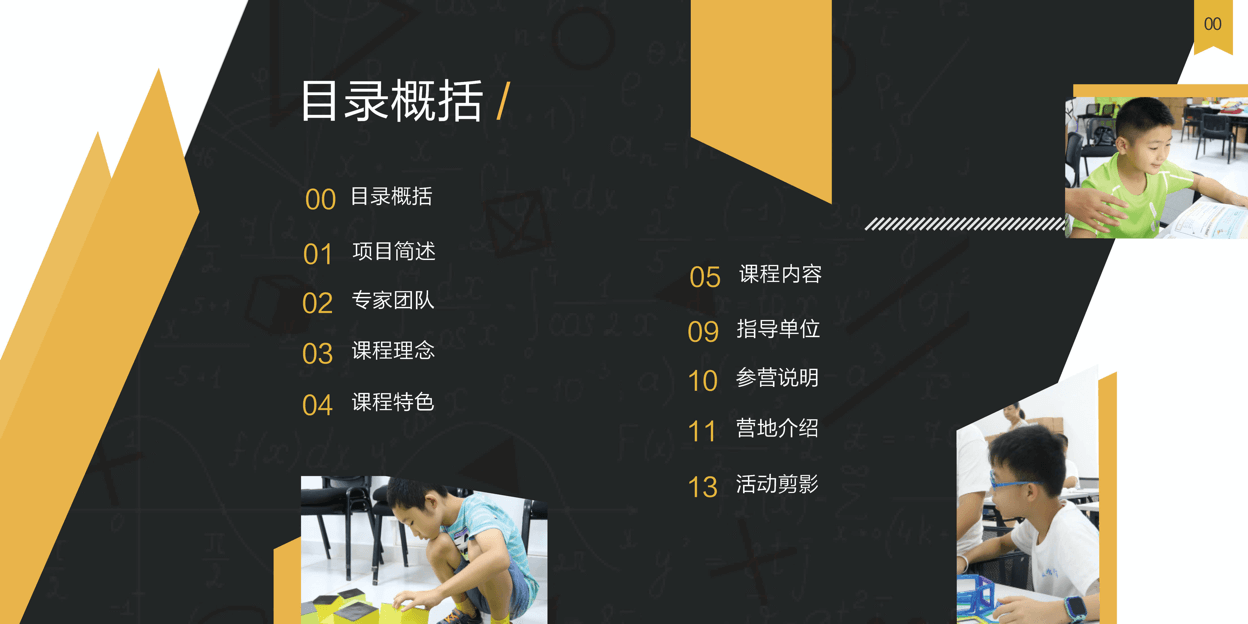 00
目录概括 /
00 目录概括
01 项目简述
02 专家团队
03 课程理念
04 课程特色
05 课程内容
09 指导单位
10 参营说明
11 营地介绍
13 活动剪影